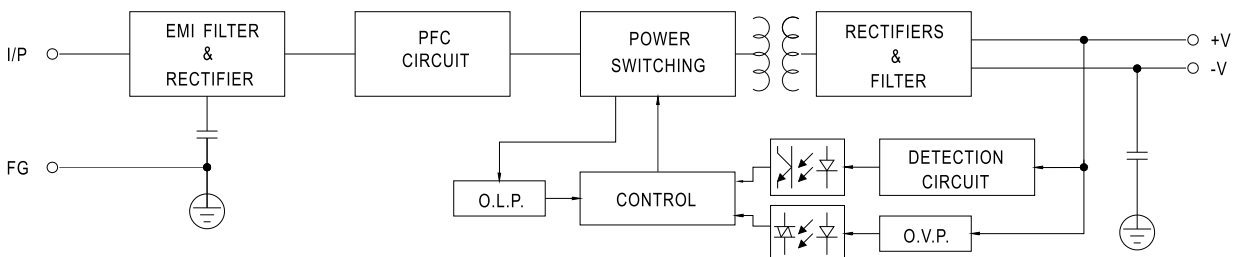 EMI FILTER
&
RECTIFIER
PFC
CIRCUIT
POWER
SWITCHING
RECTIFIERS
&
FILTER
I/P
+V
-V
FG
O.L.P.
CONTROL
DETECTION
CIRCUIT
O.V.P.